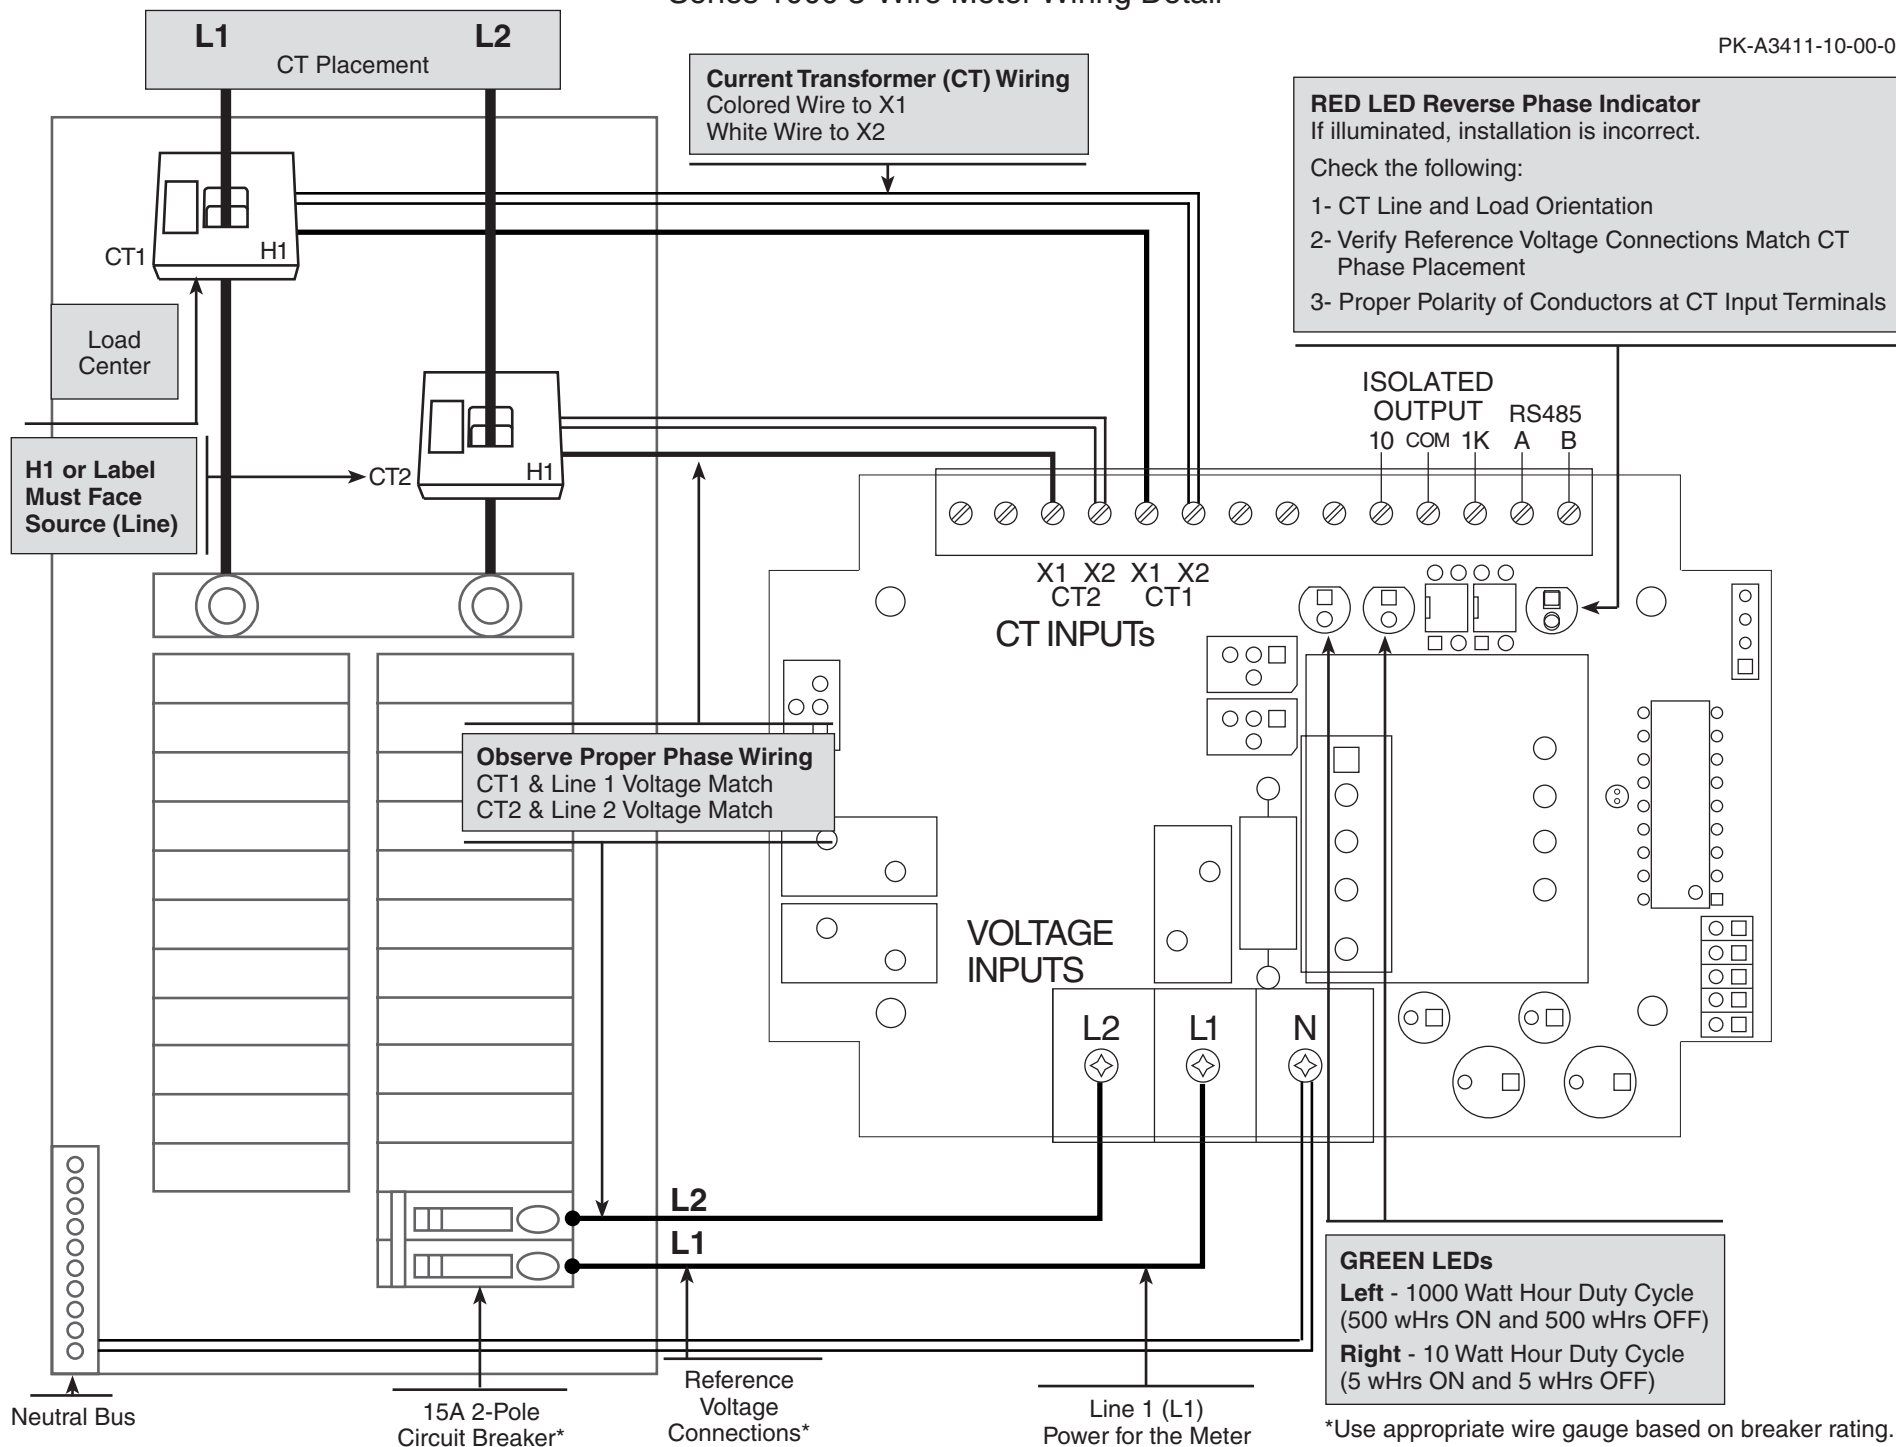 L1 L2
CT Placement
PK-A3411-10-00-0
Current Transformer (CT) Wiring
Colored Wire to X1
White Wire to X2
RED LED Reverse Phase Indicator
If illuminated, installation is incorrect.
Check the following:
1- CT Line and Load Orientation
2- Verify Reference Voltage Connections Match CT
Phase Placement
3- Proper Polarity of Conductors at CT Input Terminals
CT1
H1
Load
Center
H1 or Label
Must Face
Source (Line)
CT2
H1
ISOLATED
OUTPUT
RS485
10 COM 1K A B
X1 X2 X1 X2
CT2 CT1
CT INPUTs
Observe Proper Phase Wiring
CT1 & Line 1 Voltage Match
CT2 & Line 2 Voltage Match
VOLTAGE
INPUTS
L2 L1 N
L2
L1
GREEN LEDs
Left - 1000 Watt Hour Duty Cycle
(500 wHrs ON and 500 wHrs OFF)
Right - 10 Watt Hour Duty Cycle
(5 wHrs ON and 5 wHrs OFF)
Neutral Bus
15A 2-Pole
Circuit Breaker*
Reference
Voltage
Connections*
Line 1 (L1)
Power for the Meter
*Use appropriate wire gauge based on breaker rating.